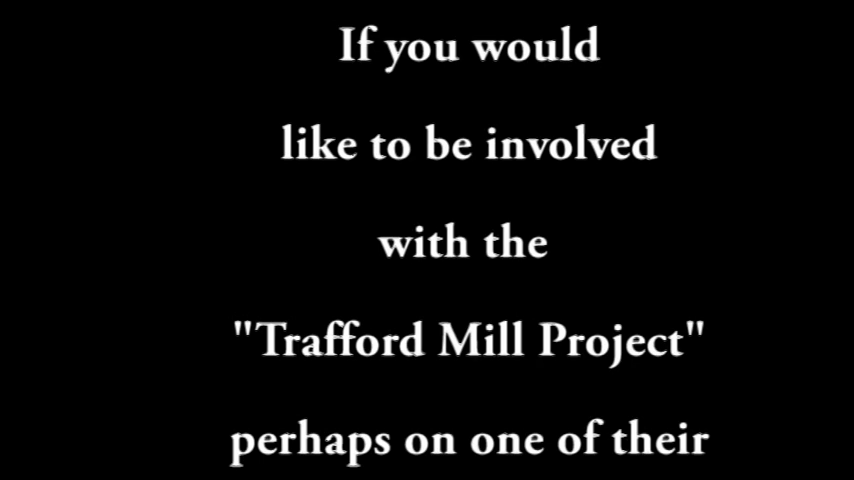 If you would
like to be involved
with the
"Trafford Mill Project"
perhaps on one of their